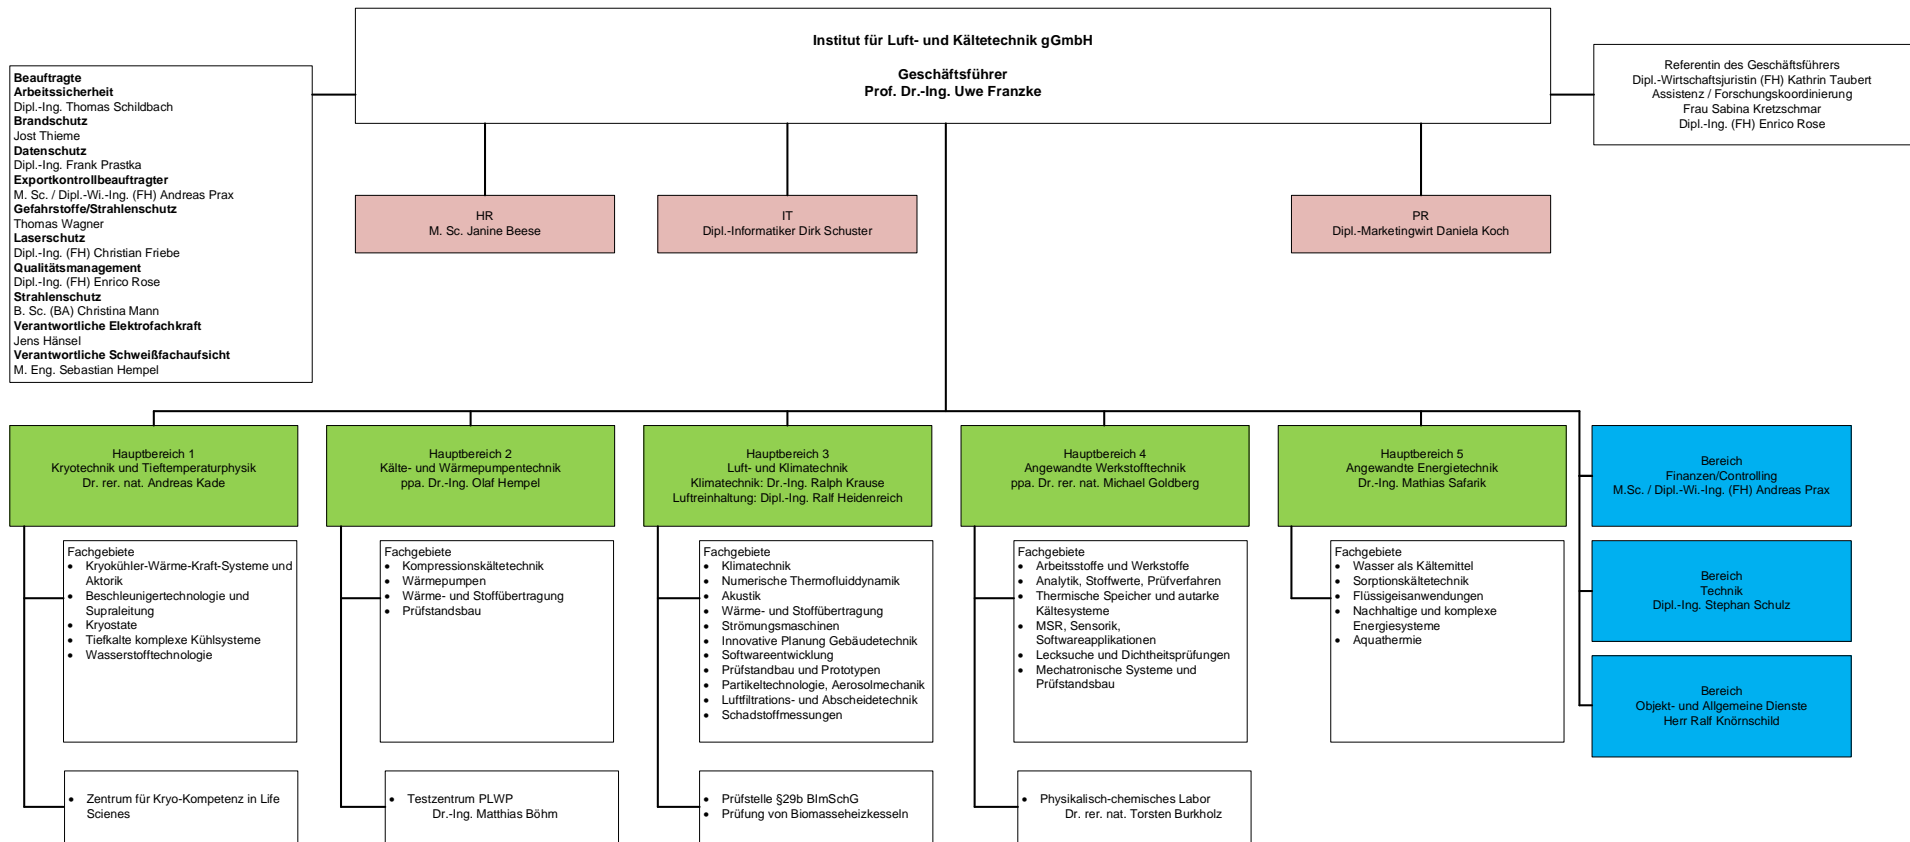 Institut für Luft- und Kältetechnik gGmbH
Geschäftsführer
Prof. Dr.-Ing. Uwe Franzke
Beauftragte
Arbeitssicherheit
Dipl.-Ing. Thomas Schildbach
Brandschutz
Jost Thieme
Datenschutz
Dipl.-Ing. Frank Prastka
Exportkontrollbeauftragter
M. Sc. / Dipl.-Wi.-Ing. (FH) Andreas Prax
Gefahrstoffe/Strahlenschutz
Thomas Wagner
Laserschutz
Dipl.-Ing. (FH) Christian Friebe
Qualitätsmanagement
Dipl.-Ing. (FH) Enrico Rose
Strahlenschutz
B. Sc. (BA) Christina Mann
Verantwortliche Elektrofachkraft
Jens Hänsel
Verantwortliche Schweißfachaufsicht
M. Eng. Sebastian Hempel
Referentin des Geschäftsführers
Dipl.-Wirtschaftsjuristin (FH) Kathrin Taubert
Assistenz / Forschungskoordinierung
Frau Sabina Kretzschmar
Dipl.-Ing. (FH) Enrico Rose
HR
M. Sc. Janine Beese
IT
Dipl.-Informatiker Dirk Schuster
PR
Dipl.-Marketingwirt Daniela Koch
Hauptbereich 1
Kryotechnik und Tieftemperaturphysik
Dr. rer. nat. Andreas Kade
Hauptbereich 2
Kälte- und Wärmepumpentechnik
ppa. Dr.-Ing. Olaf Hempel
Hauptbereich 3
Luft- und Klimatechnik
Klimatechnik: Dr.-Ing. Ralph Krause
Luftreinhaltung: Dipl.-Ing. Ralf Heidenreich
Hauptbereich 4
Angewandte Werkstofftechnik
ppa. Dr. rer. nat. Michael Goldberg
Hauptbereich 5
Angewandte Energietechnik
Dr.-Ing. Mathias Safarik
Bereich
Finanzen/Controlling
M.Sc. / Dipl.-Wi.-Ing. (FH) Andreas Prax
Fachgebiete
• Kryokühler-Wärme-Kraft-Systeme und
Aktorik
• Beschleunigertechnologie und
Supraleitung
• Kryostate
• Tiefkalte komplexe Kühlsysteme
• Wasserstofftechnologie
Fachgebiete
• Kompressionskältetechnik
• Wärmepumpen
• Wärme- und Stoffübertragung
• Prüfstandsbau
Fachgebiete
• Klimatechnik
• Numerische Thermofluiddynamik
• Akustik
• Wärme- und Stoffübertragung
• Strömungsmaschinen
• Innovative Planung Gebäudetechnik
• Softwareentwicklung
• Prüfstandbau und Prototypen
• Partikeltechnologie, Aerosolmechanik
• Luftfiltrations- und Abscheidetechnik
• Schadstoffmessungen
Fachgebiete
• Arbeitsstoffe und Werkstoffe
• Analytik, Stoffwerte, Prüfverfahren
• Thermische Speicher und autarke
Kältesysteme
• MSR, Sensorik,
Softwareapplikationen
• Lecksuche und Dichtheitsprüfungen
• Mechatronische Systeme und
Prüfstandsbau
Fachgebiete
• Wasser als Kältemittel
• Sorptionskältetechnik
• Flüssigeisanwendungen
• Nachhaltige und komplexe
Energiesysteme
• Aquathermie
Bereich
Technik
Dipl.-Ing. Stephan Schulz
Bereich
Objekt- und Allgemeine Dienste
Herr Ralf Knörnschild
• Zentrum für Kryo-Kompetenz in Life
Scienes
• Testzentrum PLWP
Dr.-Ing. Matthias Böhm
• Prüfstelle §29b BImSchG
• Prüfung von Biomasseheizkesseln
• Physikalisch-chemisches Labor
Dr. rer. nat. Torsten Burkholz